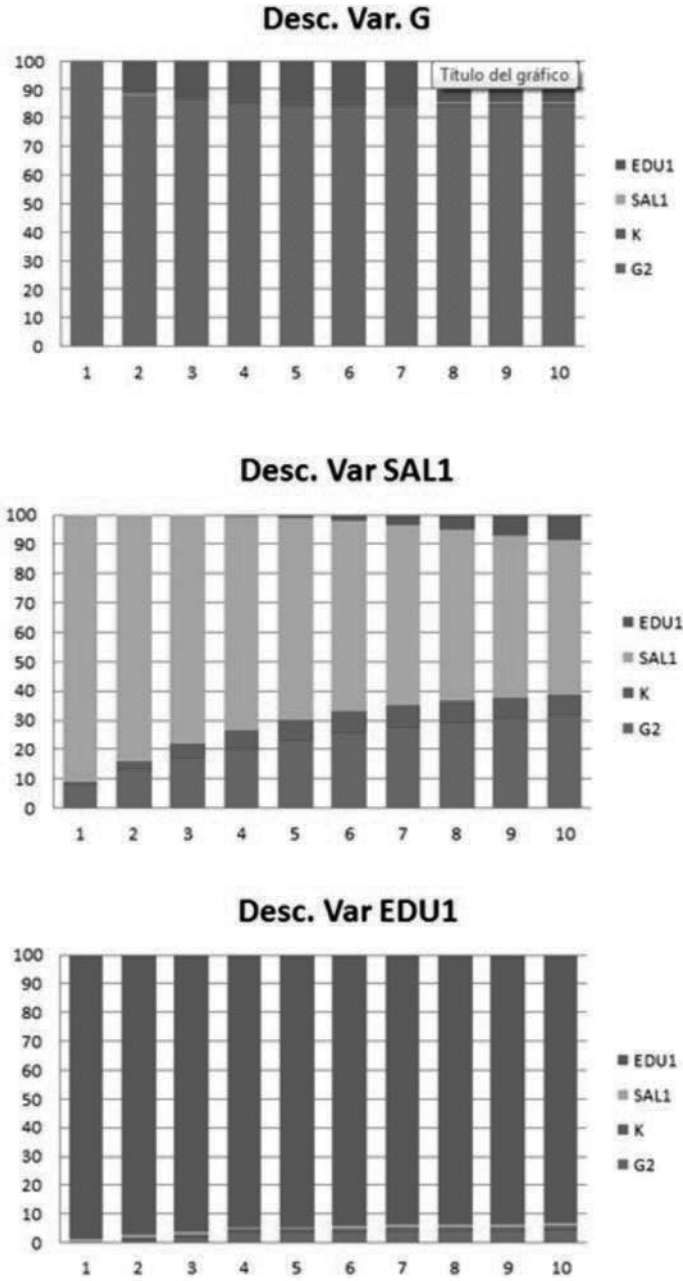 Desc. Var. G
100
90
80
70
60
50
40
30
20
10
0
Título del gráfico
1 2 3 4 5 6 7 8 9 10
EDU1
SAL1
K
G2
Desc. Var SAL1
100
90
80
70
60
50
40
30
20
10
0
1 2 3 4 5 6 7 8 9 10
EDU1
SAL1
K
G2
Desc. Var EDU1
100
90
80
70
60
50
40
30
20
10
0
1 2 3 4 5 6 7 8 9 10
EDU1
SAL1
K
G2